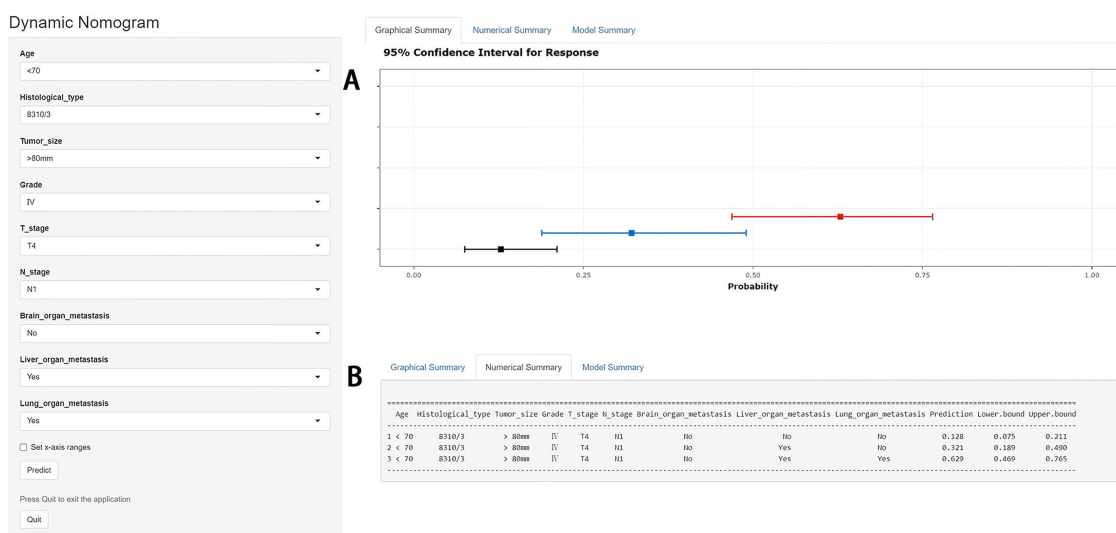 Dynamic Nomogram
Age
<70
Histological_type
8310/3
Tumor_size
>80mm
Grade
IV
T_stage
T4
N_stage
N1
Brain_organ_metastasis
No
Liver_organ_metastasis
Yes
Lung_organ_metastasis
Yes
Set x-axis ranges
Predict
Press Quit to exit the application
Quit
A
Graphical Summary Numerical Summary Model Summary
95% Confidence Interval for Response
0.00 0.25 0.50 0.75 1.00
Probability
B
Graphical Summary Numerical Summary Model Summary
Age Histological_type Tumor_size Grade T_stage N_stage Brain_organ_metastasis Liver_organ_metastasis Lung_organ_metastasis Prediction Lower.bound Upper.bound
1 < 70 8310/3 > 80mm Ⅳ T4 N1 No No No 0.128 0.075 0.211
2 < 70 8310/3 > 80mm Ⅳ T4 N1 No Yes No 0.321 0.189 0.490
3 < 70 8310/3 > 80mm Ⅳ T4 N1 No Yes Yes 0.629 0.469 0.765